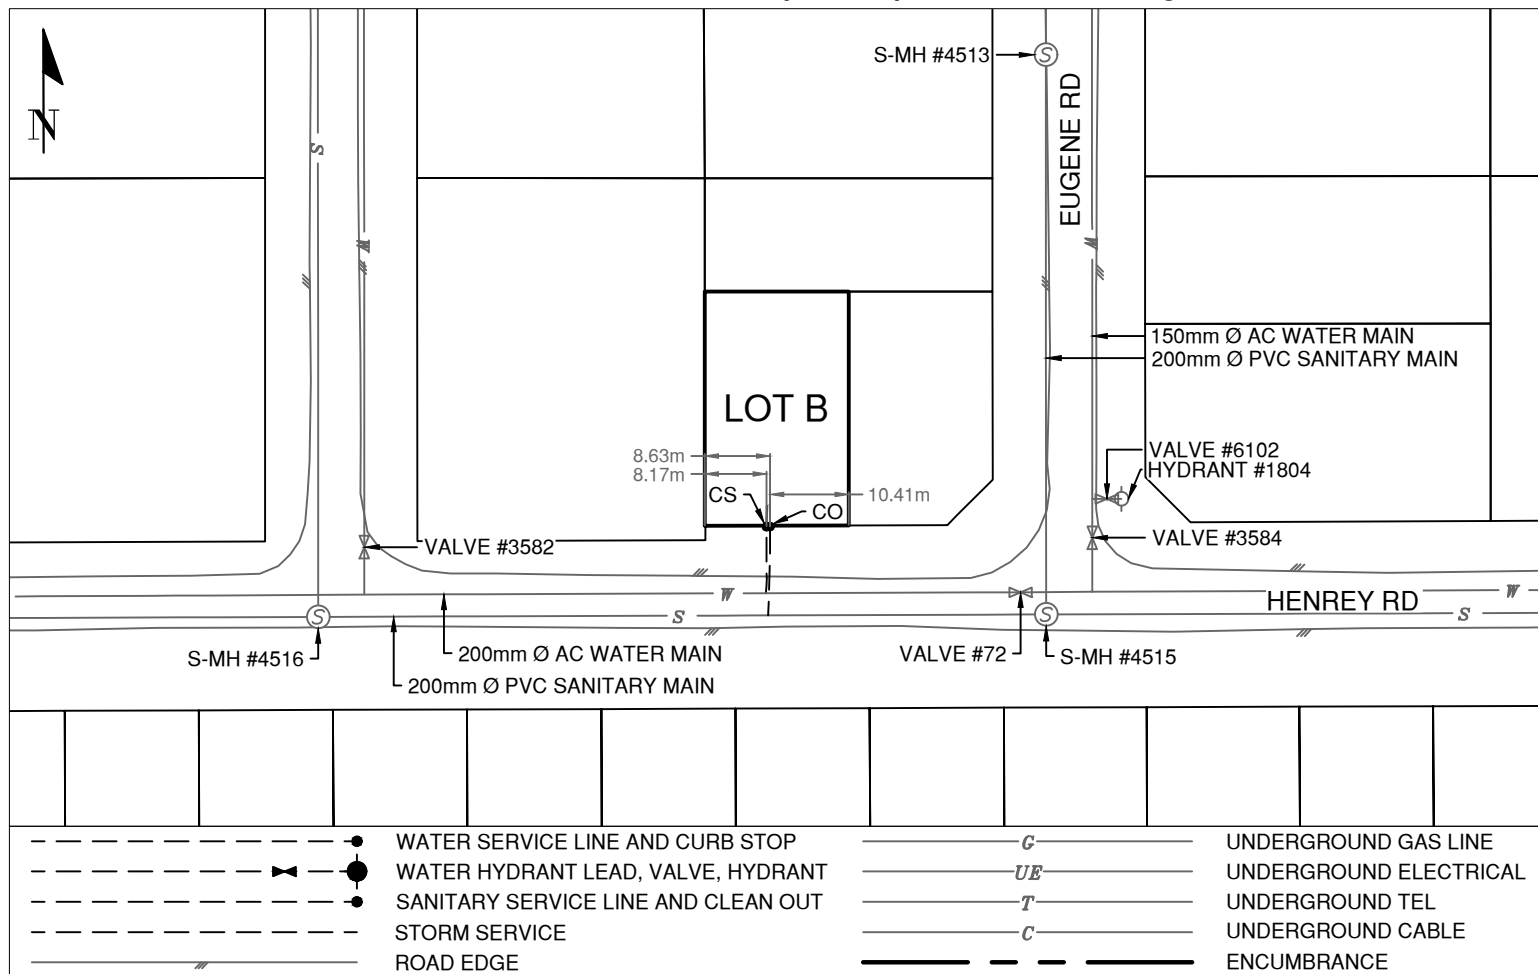 S-MH #4513
S
EUGENE RD
N
S
W
W
150mm Ø AC WATER MAIN
200mm Ø PVC SANITARY MAIN
LOT B
8.63m
8.17m
10.41m
CS
CO
VALVE #6102
HYDRANT #1804
VALVE #3582
VALVE #3584
W
HENREY RD
W
S
S
S
S
S-MH #4516
200mm Ø AC WATER MAIN
VALVE #72
S-MH #4515
200mm Ø PVC SANITARY MAIN
WATER SERVICE LINE AND CURB STOP
WATER HYDRANT LEAD, VALVE, HYDRANT
SANITARY SERVICE LINE AND CLEAN OUT
STORM SERVICE
ROAD EDGE
G
UNDERGROUND GAS LINE
UE
UNDERGROUND ELECTRICAL
T
UNDERGROUND TEL
C
UNDERGROUND CABLE
ENCUMBRANCE